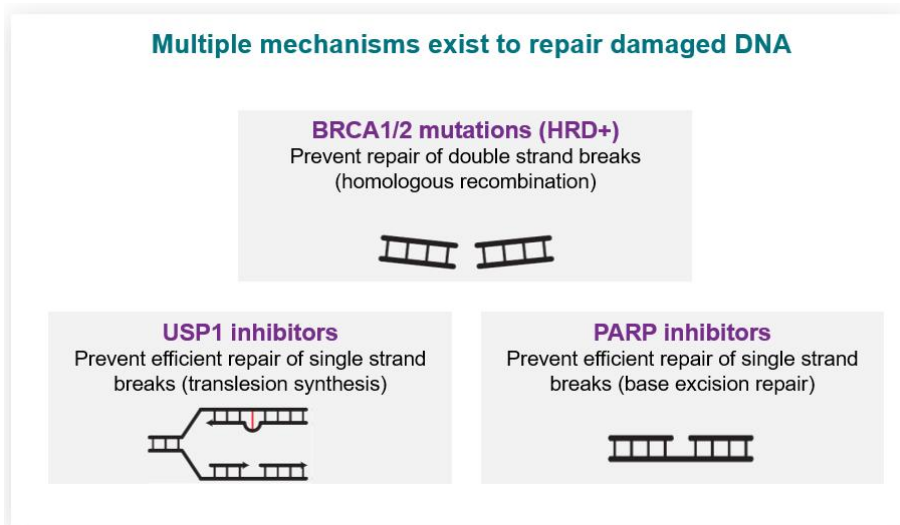 Multiple mechanisms exist to repair damaged DNA
BRCA1/2 mutations (HRD+)
Prevent repair of double strand breaks
(homologous recombination)
USP1 inhibitors
Prevent efficient repair of single strand
breaks (translesion synthesis)
PARP inhibitors
Prevent efficient repair of single strand
breaks (base excision repair)